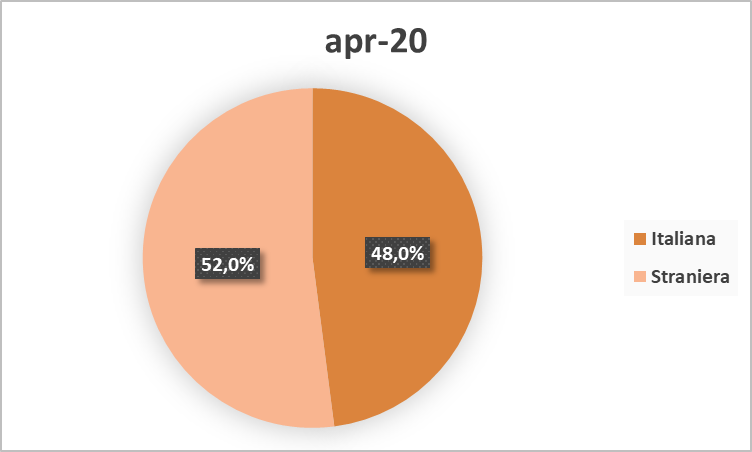 apr-20
48,0%
52,0%
Italiana
Straniera